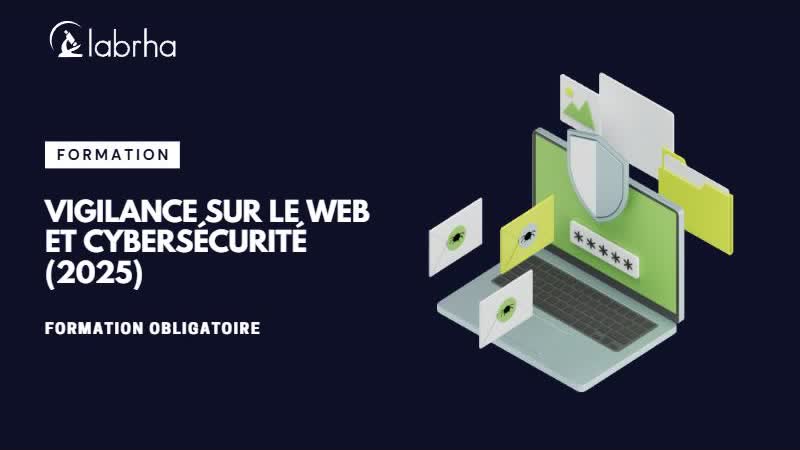 labrha
FORMATION
VIGILANCE SUR LE WEB
ET CYBERSÉCURITÉ
(2025)
FORMATION OBLIGATOIRE
*****